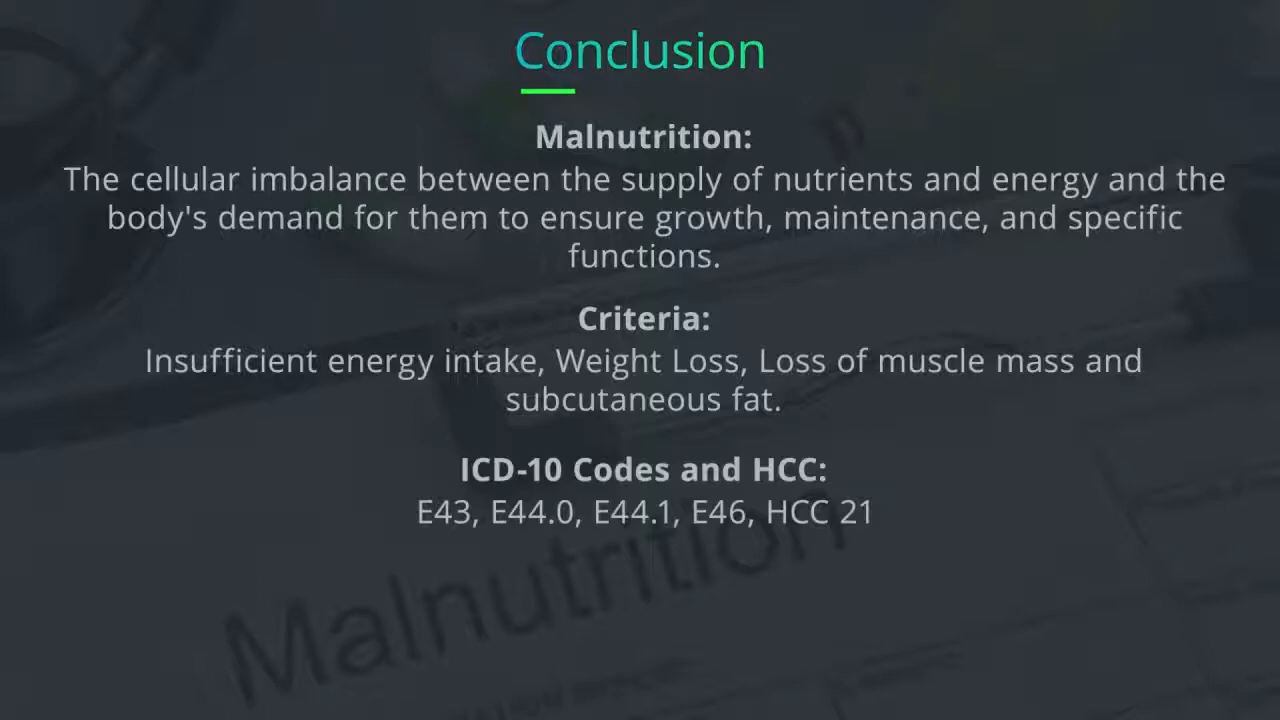 Conclusion
Malnutrition:
The cellular imbalance between the supply of nutrients and energy and the
body's demand for them to ensure growth, maintenance, and specific
functions.
Criteria:
Insufficient energy intake, Weight Loss, Loss of muscle mass and
subcutaneous fat.
ICD-10 Codes and HCC:
E43, E44.0, E44.1, E46, HCC 21
Malnutrition